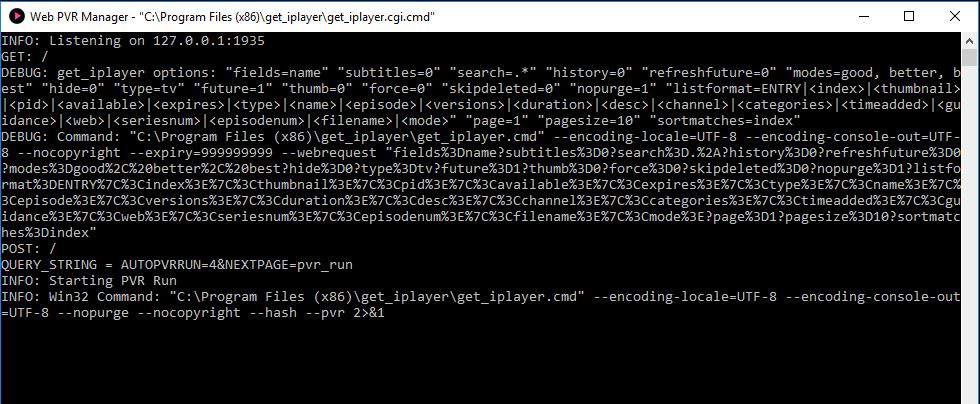 Web PVR Manager - "C:\Program Files (x86)\get_iplayer\get_iplayer.cgi.cmd"
INFO: Listening on 127.0.0.1:1935
GET: /
DEBUG: get_iplayer options: "fields=name" "subtitles=0" "search=.*" "history=0" "refreshfuture=0" "modes=good, better, b
est" "hide=0" "type=tv" "future=1" "thumb=0" "force=0" "skipdeleted=0" "nopurge=1" "listformat=ENTRY|<index>|<thumbnail>
|<pid>|<available>|<expires>|<type>|<name>|<episode>|<versions>|<duration>|<desc>|<channel>|<categories>|<timeadded>|<gu
idance>|<web>|<seriesnum>|<episodenum>|<filename>|<mode>" "page=1" "pagesize=10" "sortmatches=index"
DEBUG: Command: "C:\Program Files (x86)\get_iplayer\get_iplayer.cmd" --encoding-locale=UTF-8 --encoding-console-out=UTF-
8 --nocopyright --expiry=999999999 --webrequest "fields%3Dname?subtitles%3D0?search%3D.%2A?history%3D0?refreshfuture%3D0
?modes%3Dgood%2C%20better%2C%20best?hide%3D0?type%3Dtv?future%3D1?thumb%3D0?force%3D0?skipdeleted%3D0?nopurge%3D1?listfo
rmat%3DENTRY%7C%3Cindex%3E%7C%3Cthumbnail%3E%7C%3Cpid%3E%7C%3Cavailable%3E%7C%3Cexpires%3E%7C%3Ctype%3E%7C%3Cname%3E%7C%
3Cepisode%3E%7C%3Cversions%3E%7C%3Cduration%3E%7C%3Cdesc%3E%7C%3Cchannel%3E%7C%3Ccategories%3E%7C%3Ctimeadded%3E%7C%3Cgu
idance%3E%7C%3Cweb%3E%7C%3Cseriesnum%3E%7C%3Cepisodenum%3E%7C%3Cfilename%3E%7C%3Cmode%3E?page%3D1?pagesize%3D10?sortmatc
hes%3Dindex"
POST: /
QUERY_STRING = AUTOPVRRUN=4&NEXTPAGE=pvr_run
INFO: Starting PVR Run
INFO: Win32 Command: "C:\Program Files (x86)\get_iplayer\get_iplayer.cmd" --encoding-locale=UTF-8 --encoding-console-out
=UTF-8 --nopurge --nocopyright --hash --pvr 2>&1